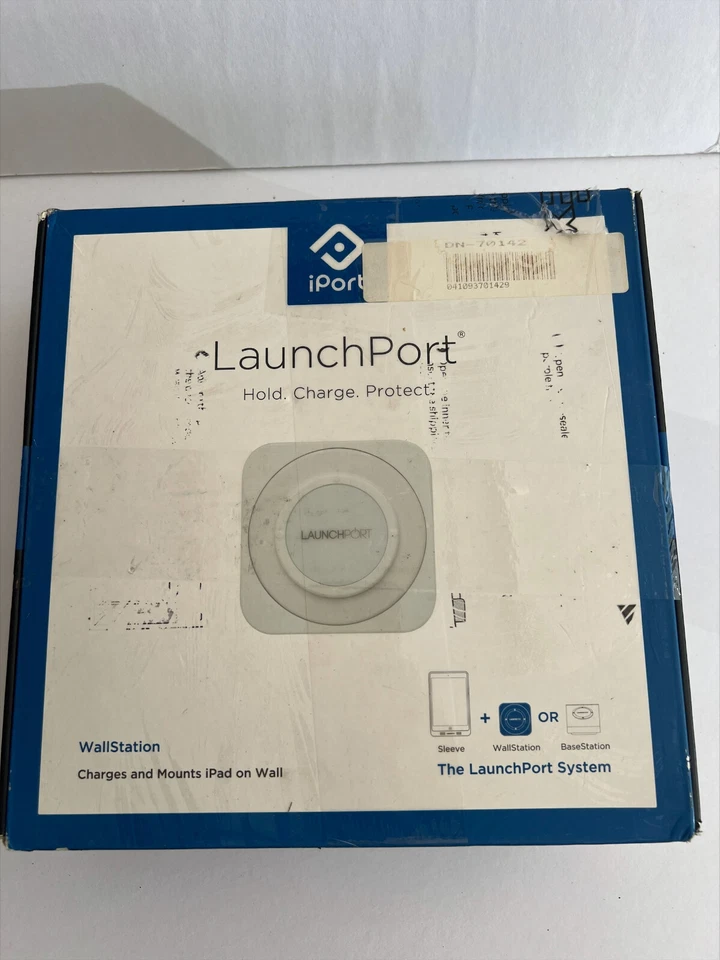 DN-70142
041093701429
iPort
LaunchPort®
Hold. Charge. Protect.
LAUNCHPORT
Sleeve + WallStation OR BaseStation
WallStation
Charges and Mounts iPad on Wall
The LaunchPort System